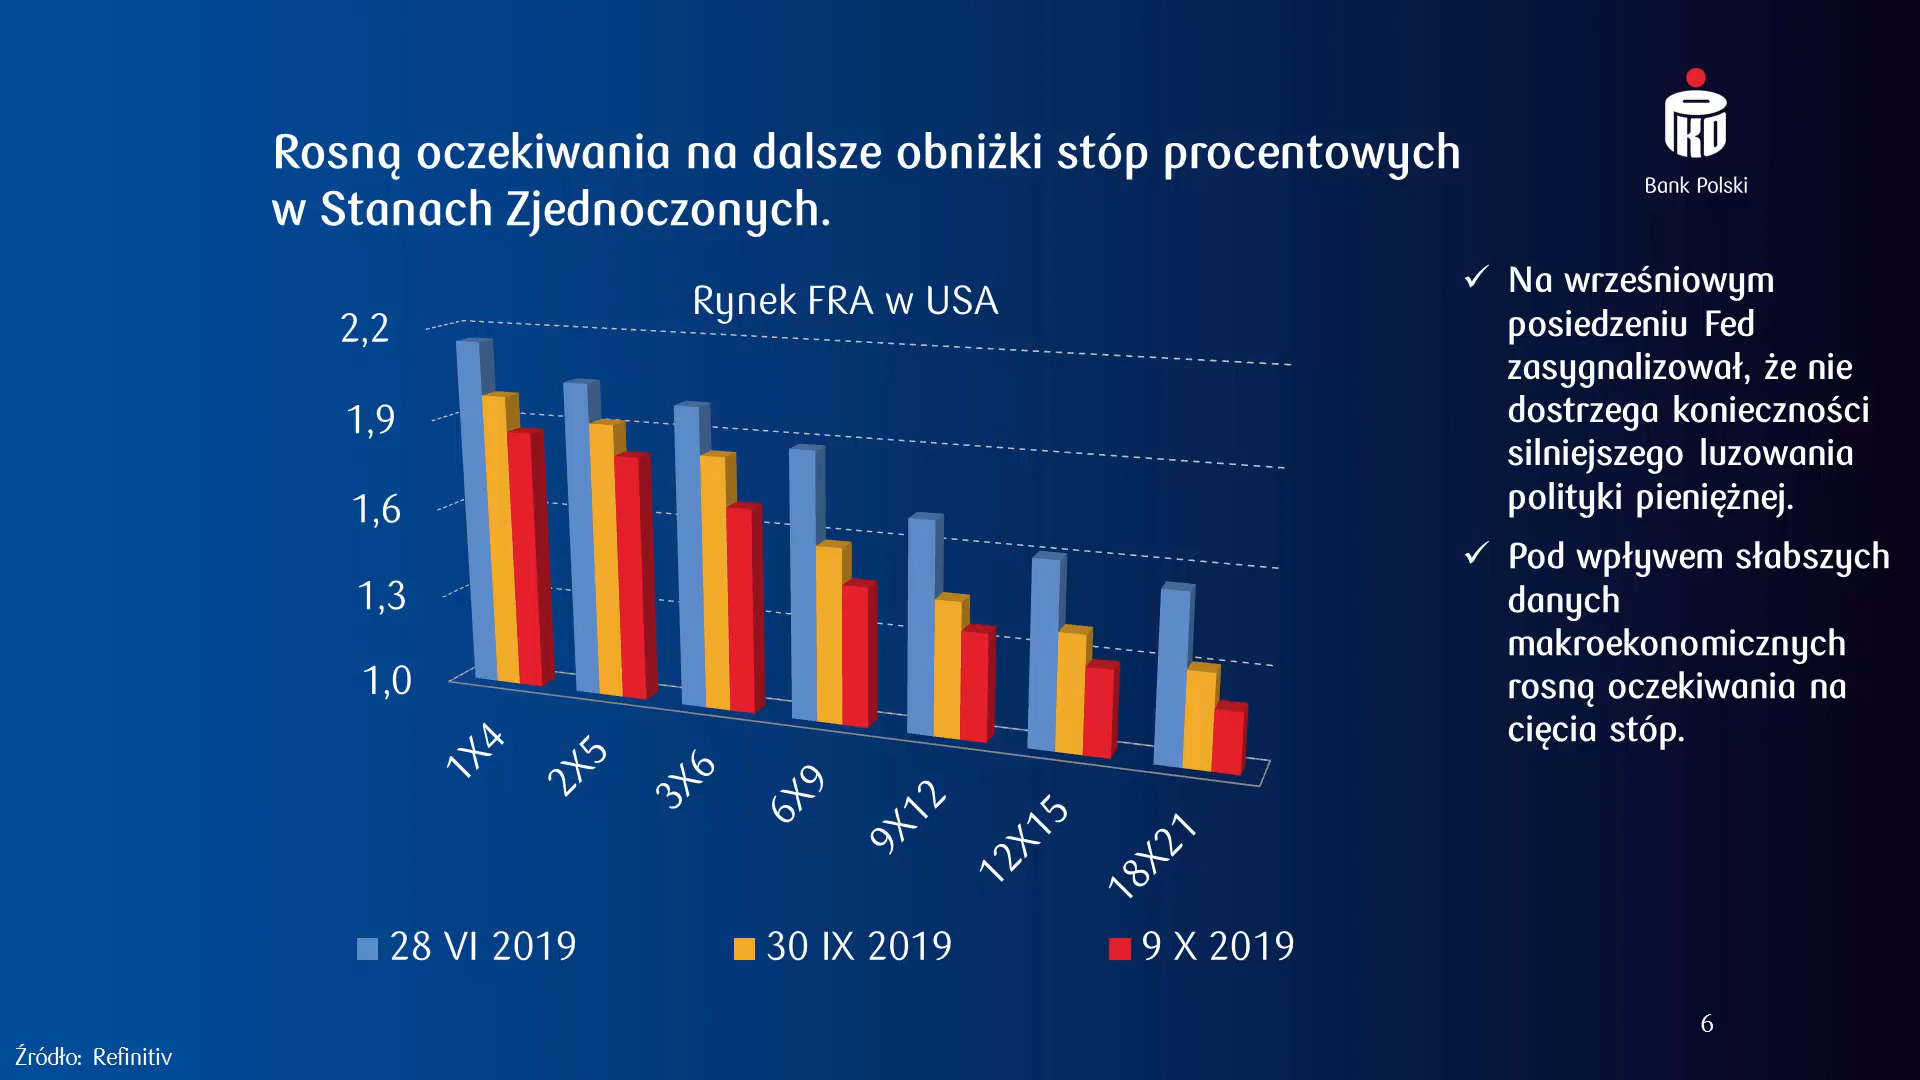 Rosną oczekiwania na dalsze obniżki stóp procentowych
w Stanach Zjednoczonych.
PKO
Bank Polski
Rynek FRA w USA
2,2
1,9
1,6
1,3
1,0
1X4
2X5
3X6
6X9
9X12
12X15
18X21
28 VI 2019
30 IX 2019
9 X 2019
✓ Na wrześniowym
posiedzeniu Fed
zasygnalizował, że nie
dostrzega konieczności
silniejszego luzowania
polityki pieniężnej.
✓ Pod wpływem słabszych
danych
makroekonomicznych
rosną oczekiwania na
cięcia stóp.
6
Źródło: Refinitiv